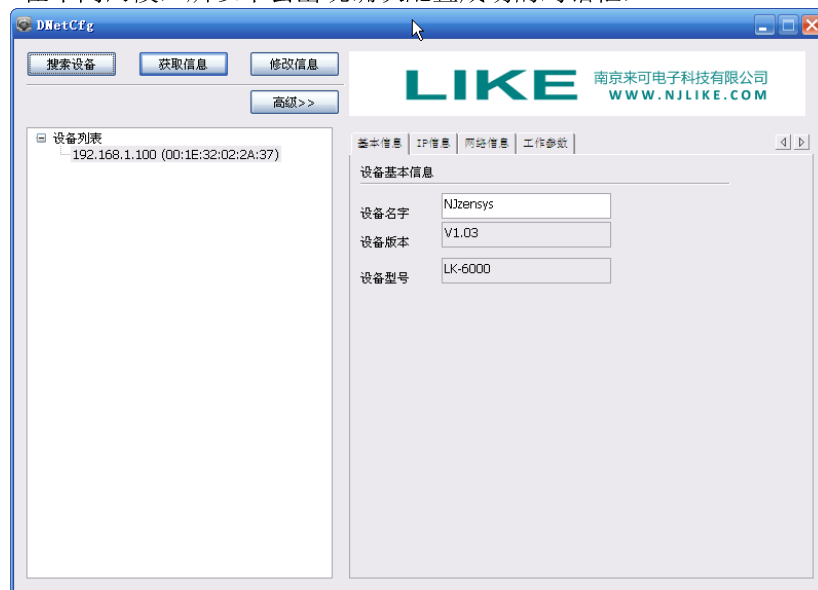 DNetCfg
搜索设备 获取信息 修改信息
高级>>
LIKE 南京来可电子科技有限公司
WWW.NJLIKE.COM
设备列表
192.168.1.100 (00:1E:32:02:2A:37)
基本信息 IP信息 网络信息 工作参数
设备基本信息
设备名字 NJzensys
设备版本 V1.03
设备型号 LK-6000